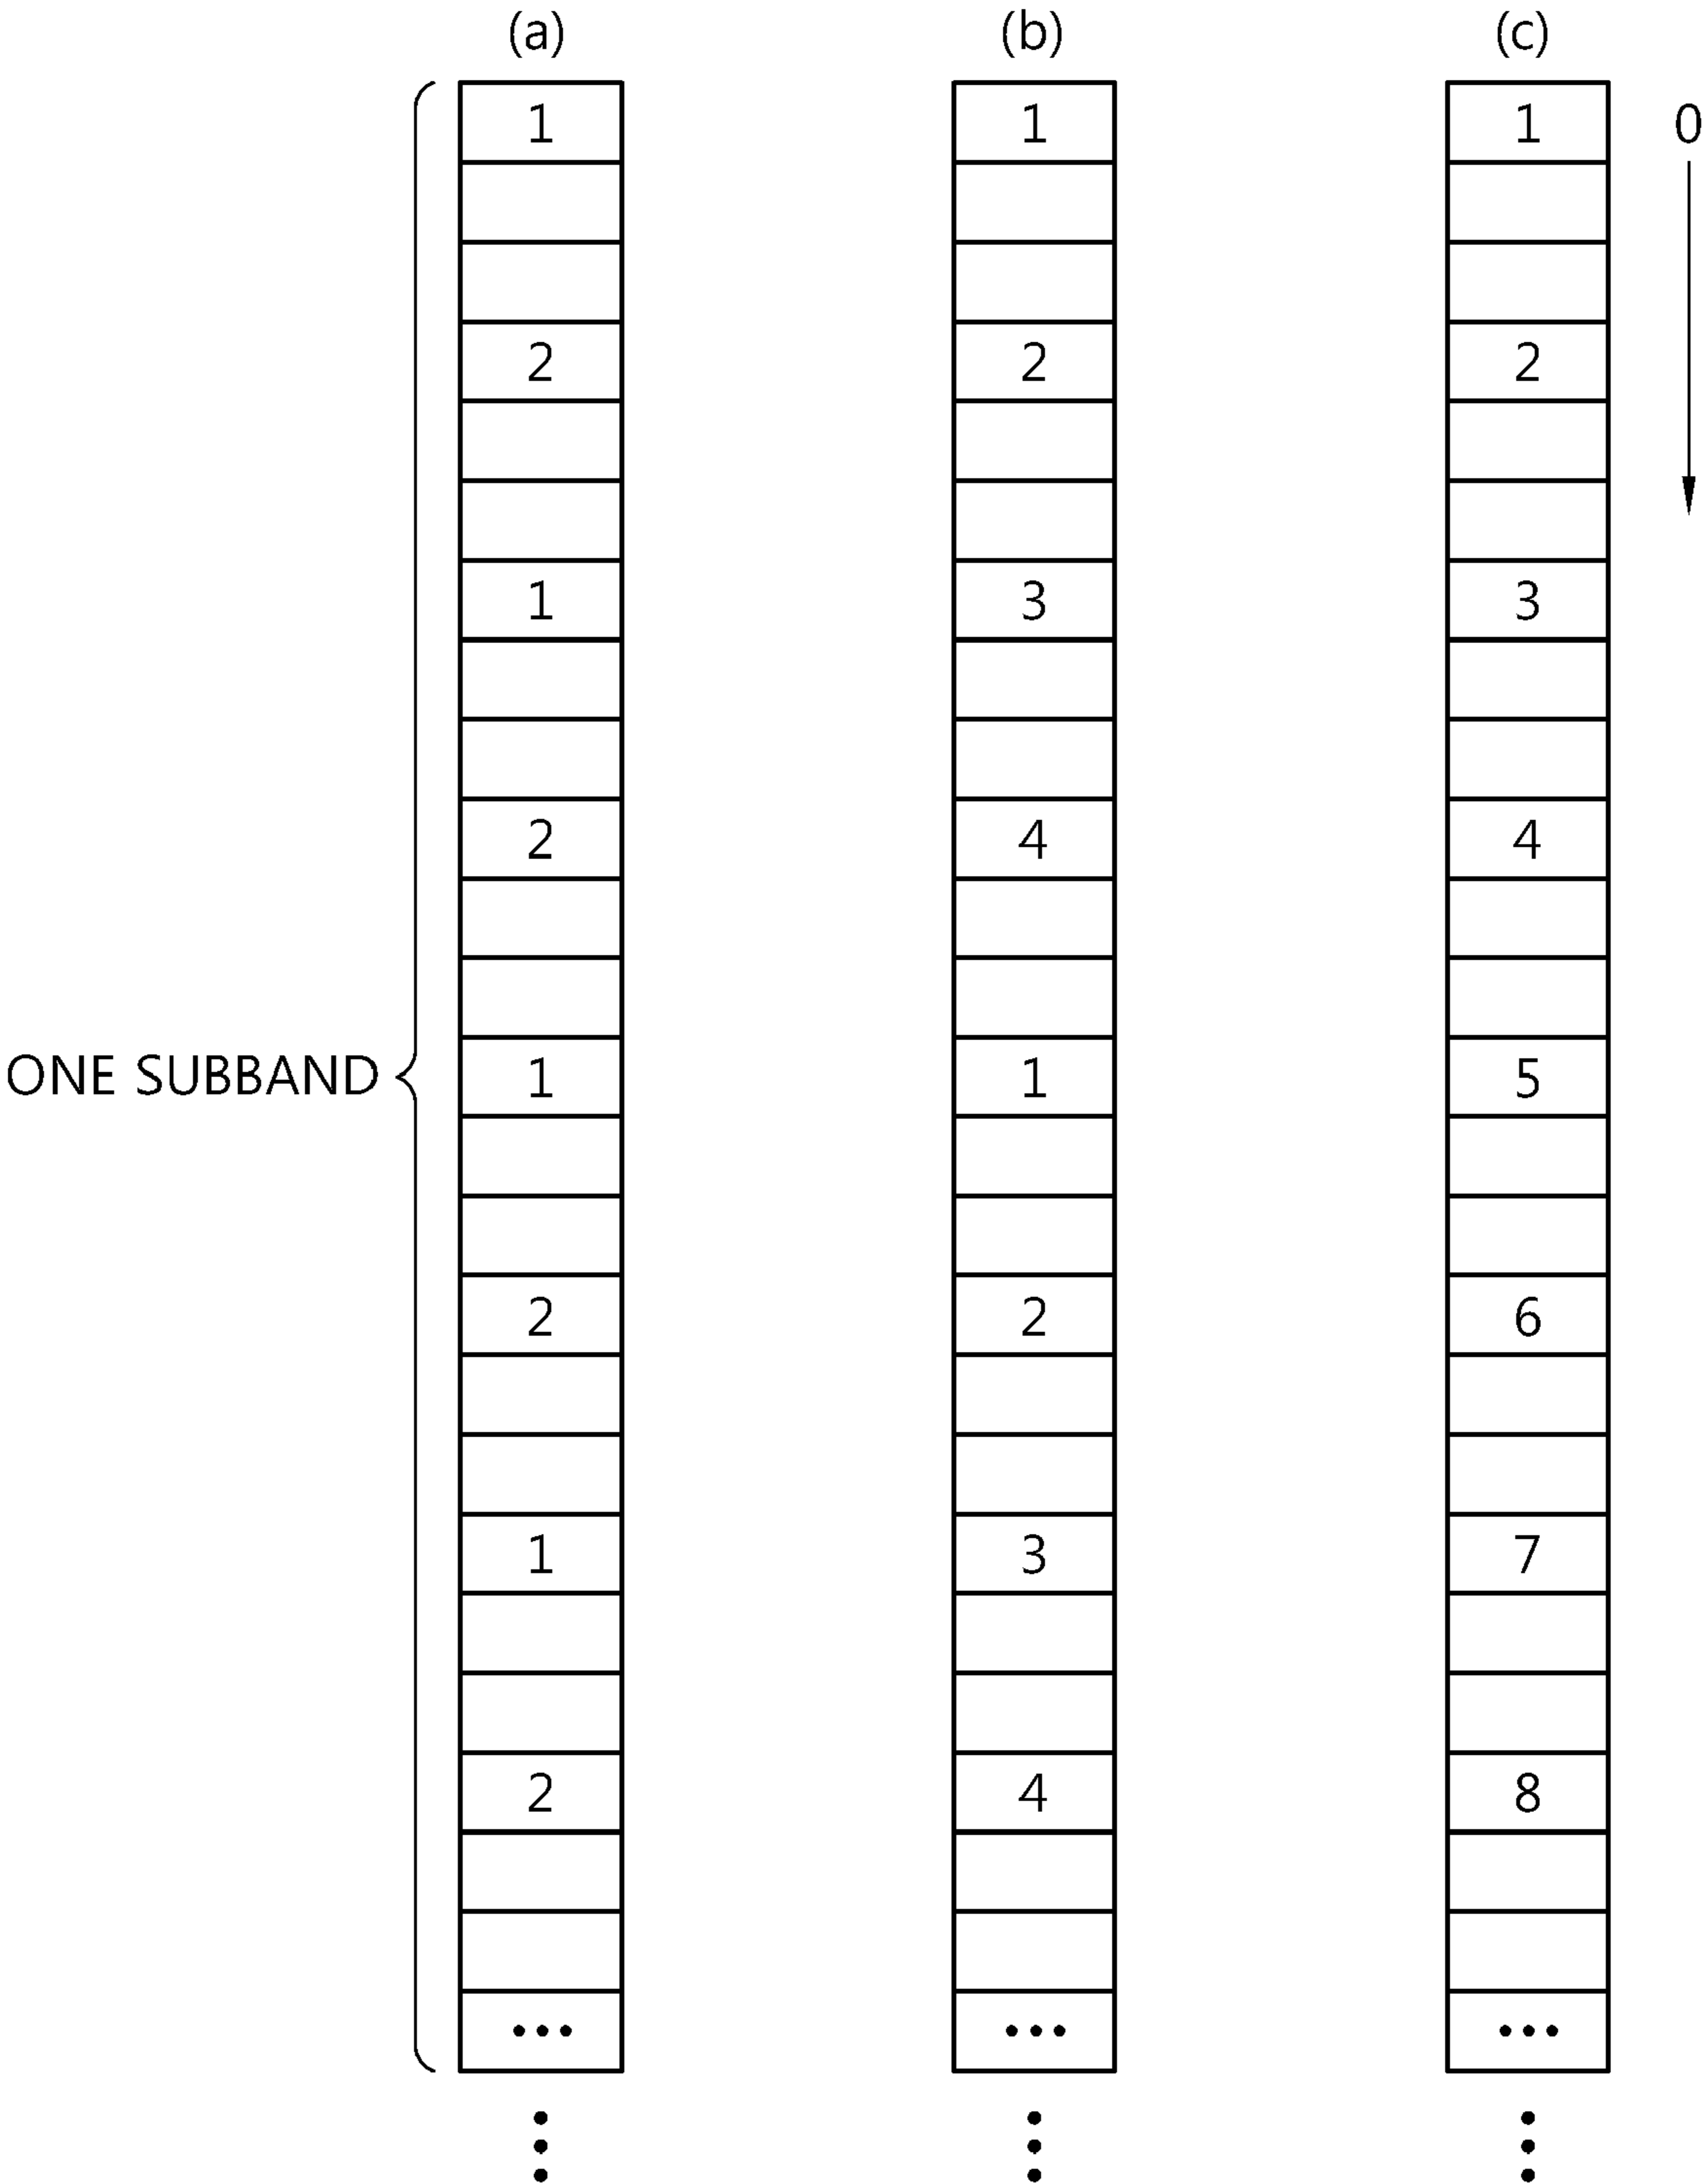 (a) (b) (c)
1 1 1 0
2 2 2
1 3 3
2 4 4
ONE SUBBAND 1 1 5
2 2 6
1 3 7
2 4 8
... ... ...